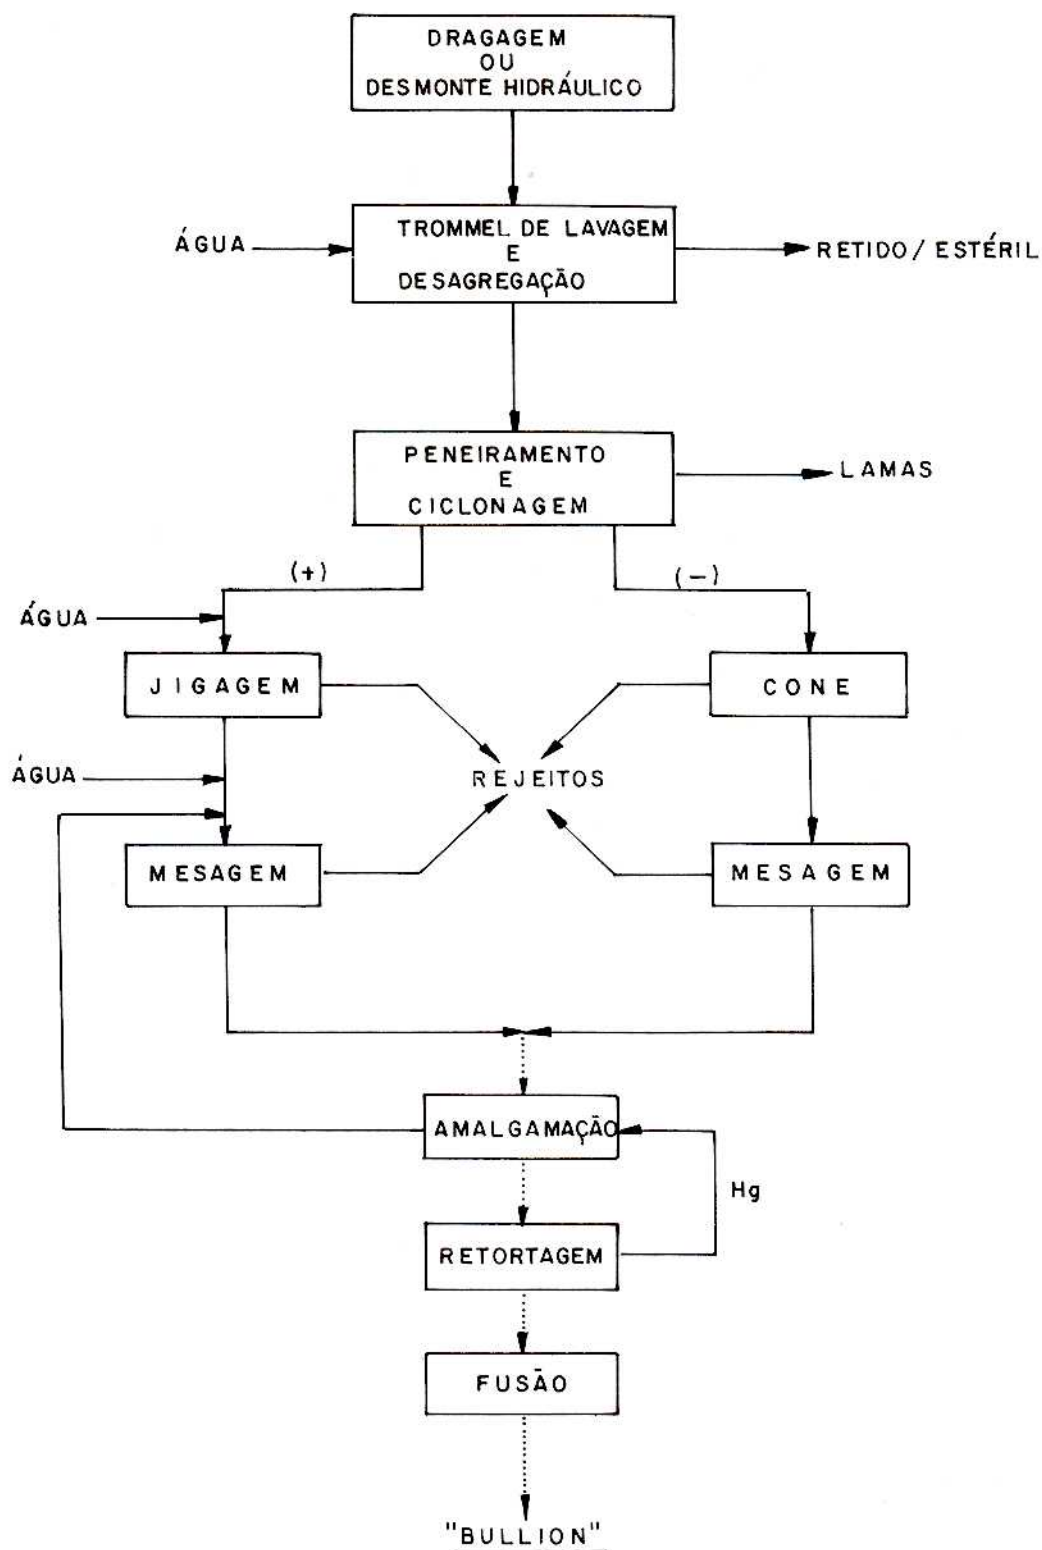 DRAGAGEM
OU
DESMONTE HIDRÁULICO
ÁGUA
TROMMEL DE LAVAGEM
E
DESAGREGAÇÃO
RETIDO / ESTÉRIL
PENEIRAMENTO
E
CICLONAGEM
LAMAS
(+)
(-)
ÁGUA
JIGAGEM
CONE
ÁGUA
REJEITOS
MESAGEM
MESAGEM
AMALGAMAÇÃO
Hg
RETORTAGEM
FUSÃO
"BULLION"